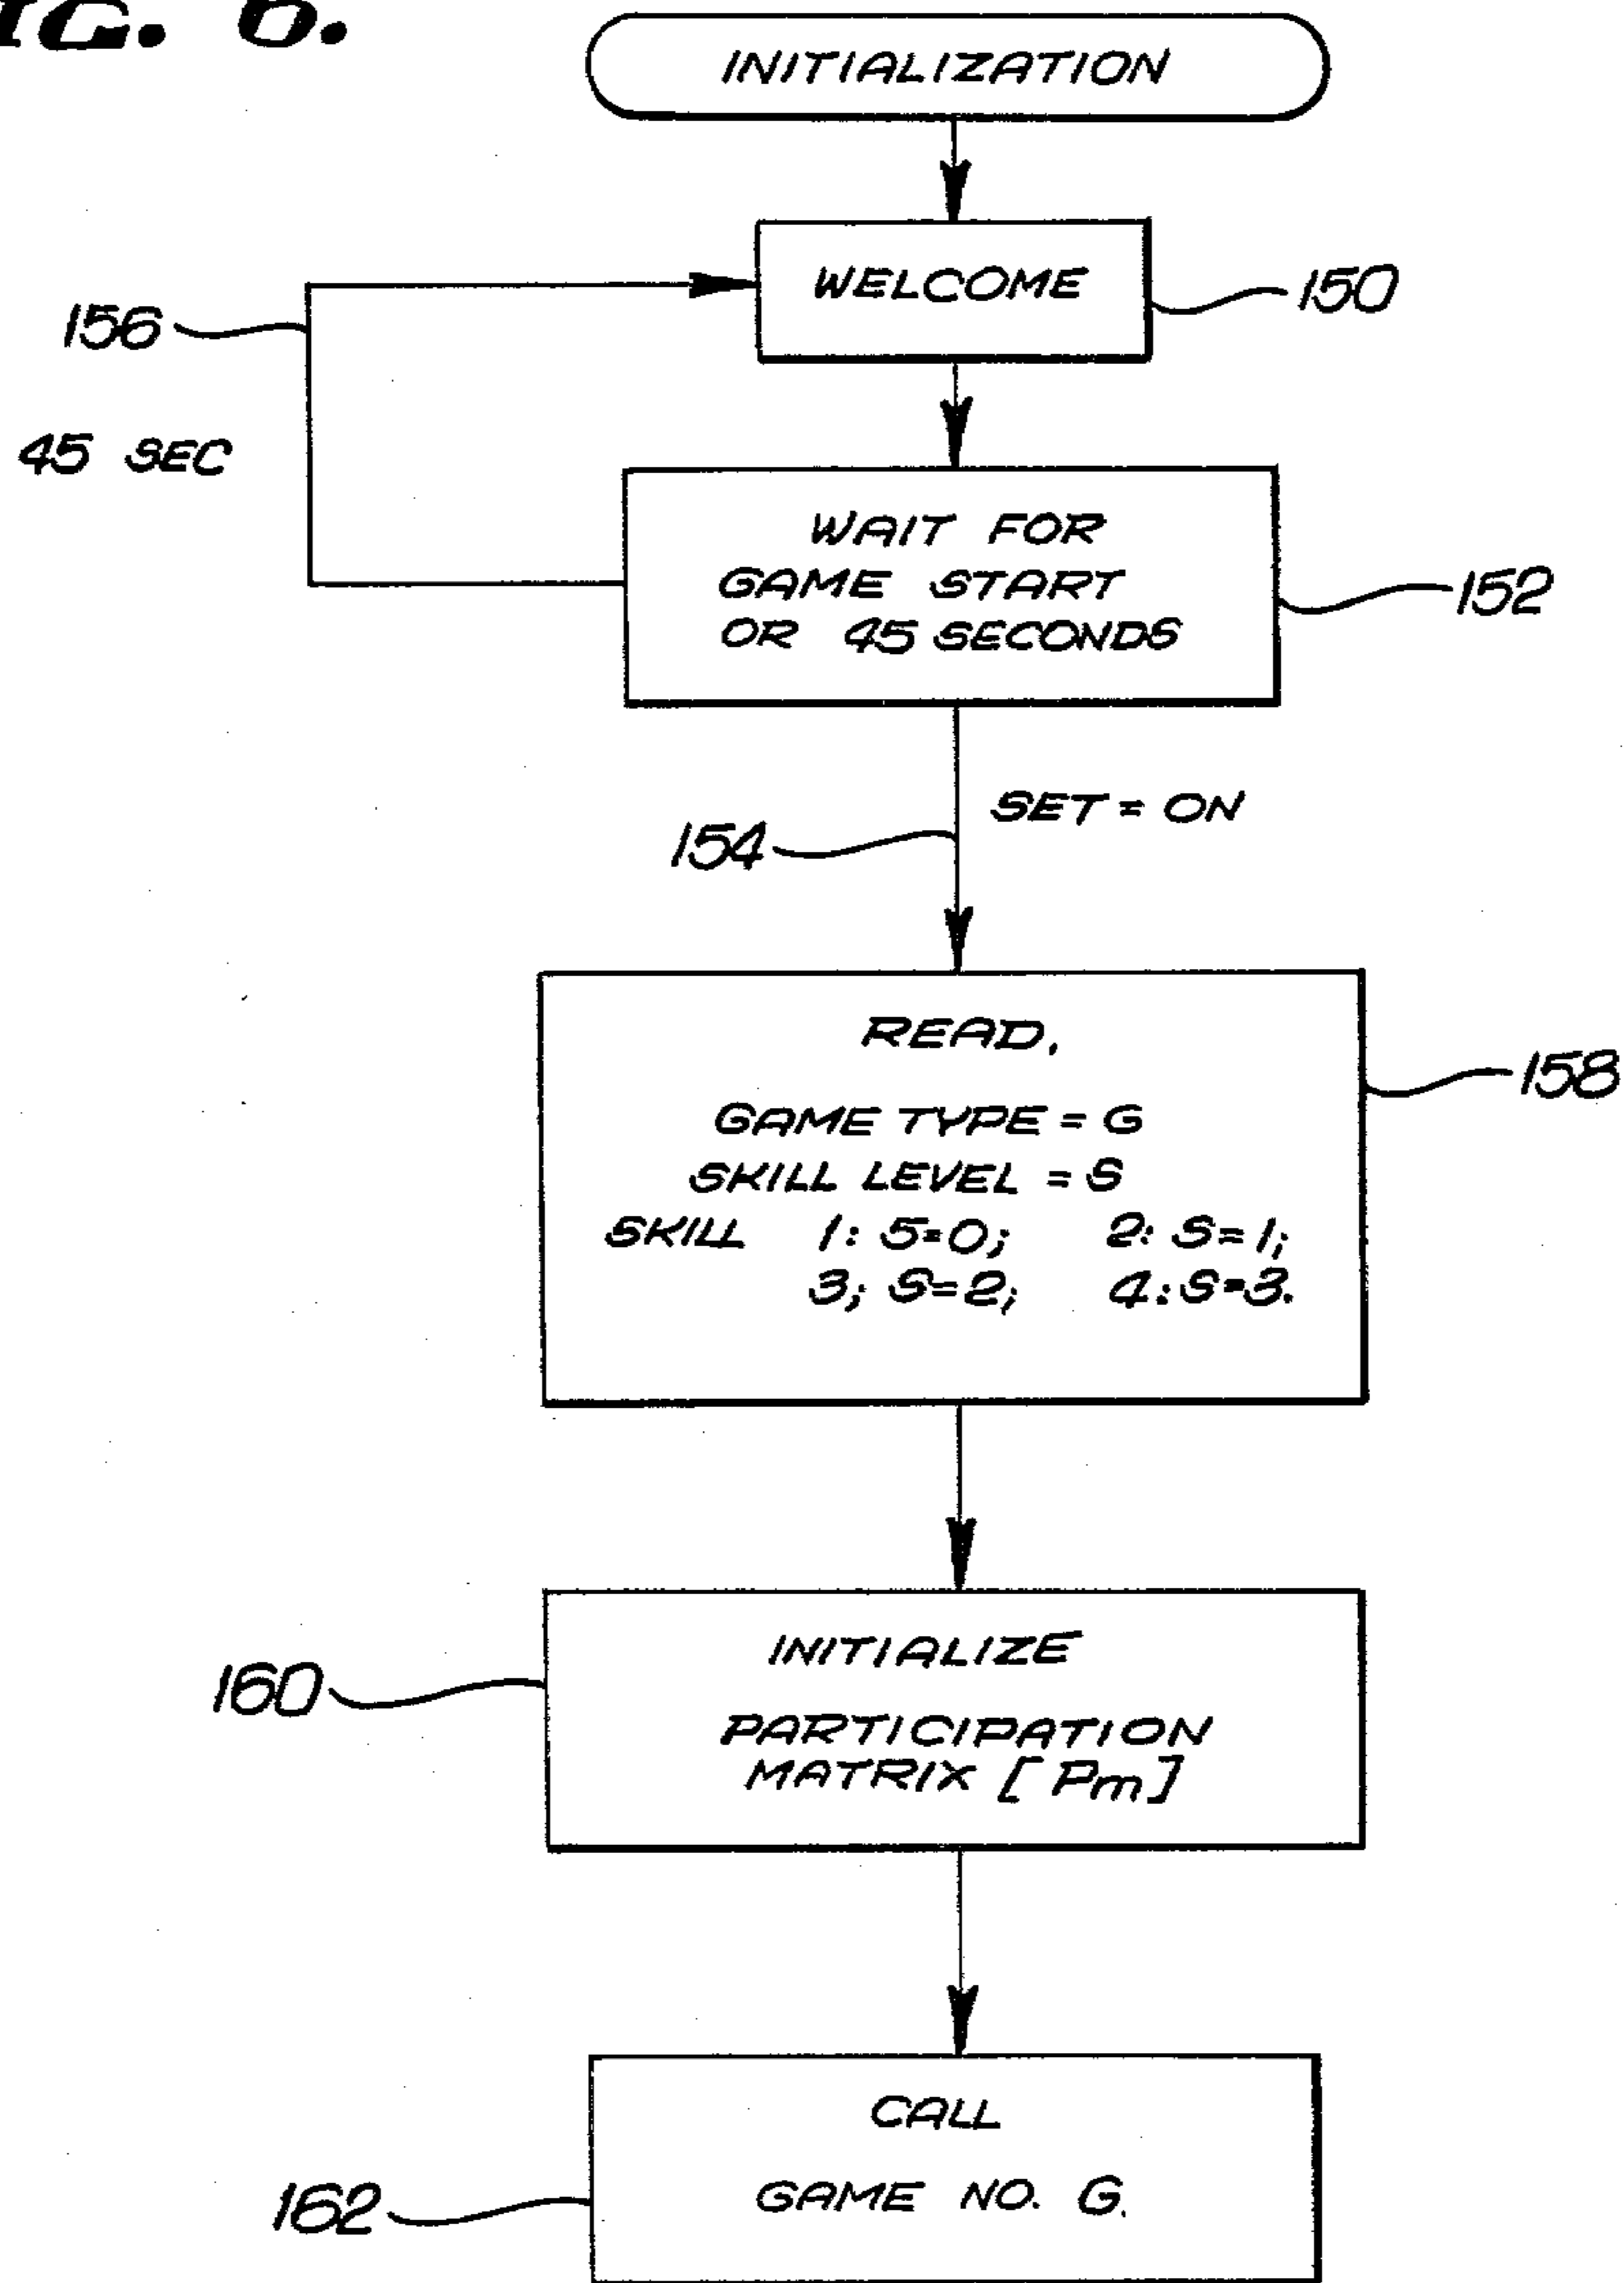 FIG. 6.
INITIALIZATION
WELCOME
150
156
45 SEC
WAIT FOR
GAME START
OR 45 SECONDS
152
SET = ON
154
READ.
GAME TYPE = G
SKILL LEVEL = S
SKILL 1: 5=0; 2: S=1;
3; S=2; 4: S=3.
158
INITIALIZE
PARTICIPATION
MATRIX [Pm]
160
CALL
GAME NO. G.
162